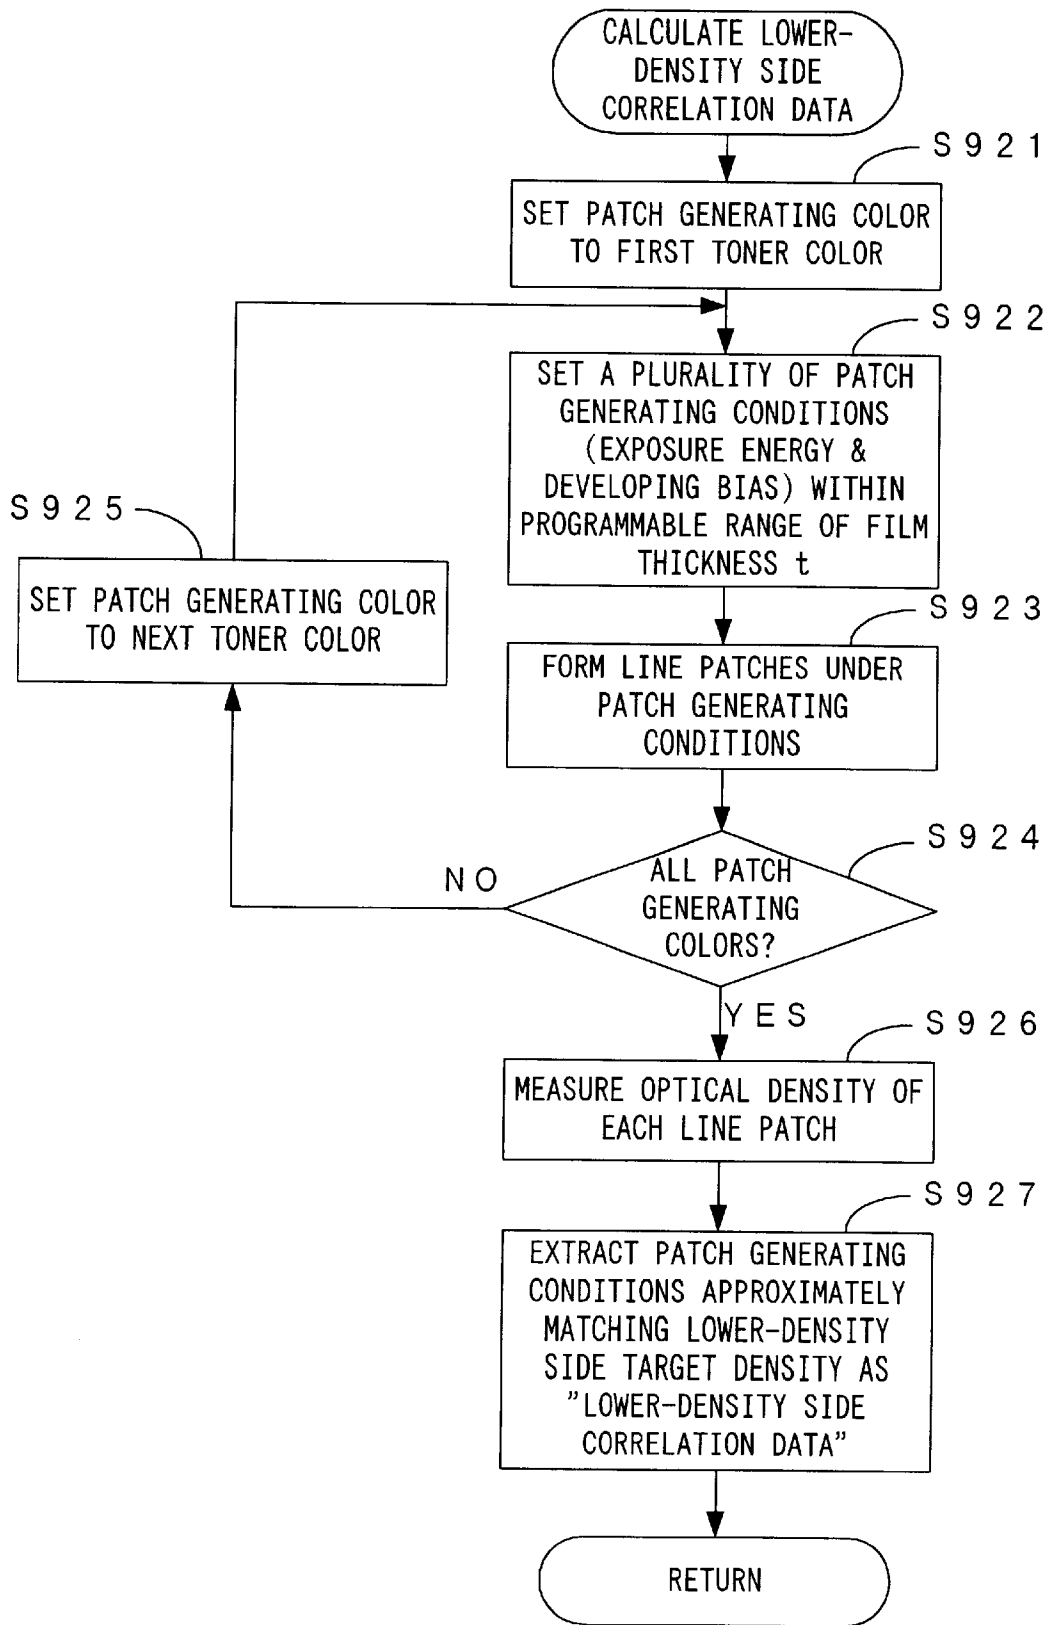 CALCULATE LOWER-
DENSITY SIDE
CORRELATION DATA
S921
SET PATCH GENERATING COLOR
TO FIRST TONER COLOR
S922
SET A PLURALITY OF PATCH
GENERATING CONDITIONS
(EXPOSURE ENERGY &
DEVELOPING BIAS) WITHIN
PROGRAMMABLE RANGE OF FILM
THICKNESS t
S925
SET PATCH GENERATING COLOR
TO NEXT TONER COLOR
S923
FORM LINE PATCHES UNDER
PATCH GENERATING
CONDITIONS
S924
ALL PATCH
GENERATING
COLORS?
NO
YES
S926
MEASURE OPTICAL DENSITY OF
EACH LINE PATCH
S927
EXTRACT PATCH GENERATING
CONDITIONS APPROXIMATELY
MATCHING LOWER-DENSITY
SIDE TARGET DENSITY AS
"LOWER-DENSITY SIDE
CORRELATION DATA"
RETURN